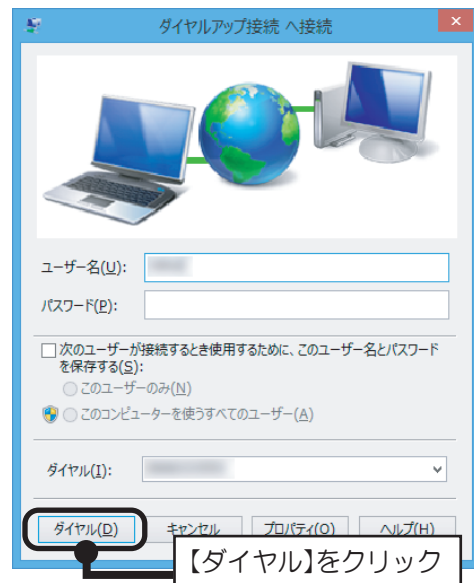 ダイヤルアップ接続 へ接続
ユーザー名(U):
パスワード(P):
次のユーザーが接続するとき使用するために、このユーザー名とパスワード
を保存する(S):
このユーザーのみ(N)
このコンピューターを使うすべてのユーザー(A)
ダイヤル(I):
ダイヤル(D) キャンセル プロパティ(O) ヘルプ(H)
【ダイヤル】をクリック